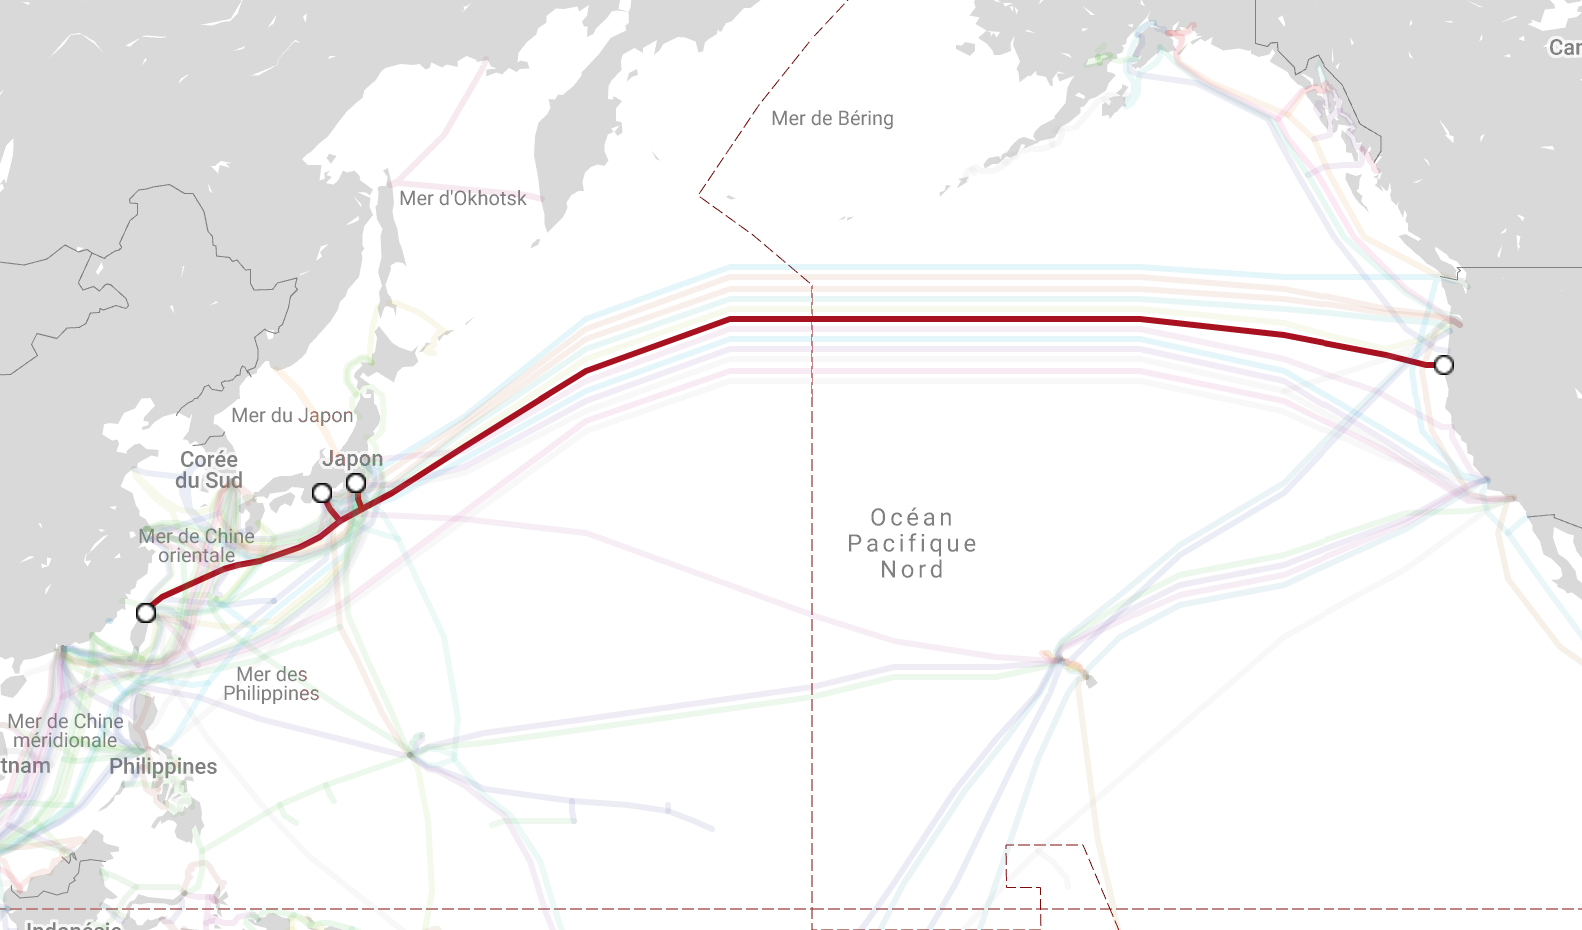 Car
Mer de Béring
Mer d'Okhotsk
Mer du Japon
Corée
du Sud
Japon
Océan
Pacifique
Nord
Mer de Chine
orientale
Mer des
Philippines
Mer de Chine
méridionale
tnam
Philippines
Indonésie